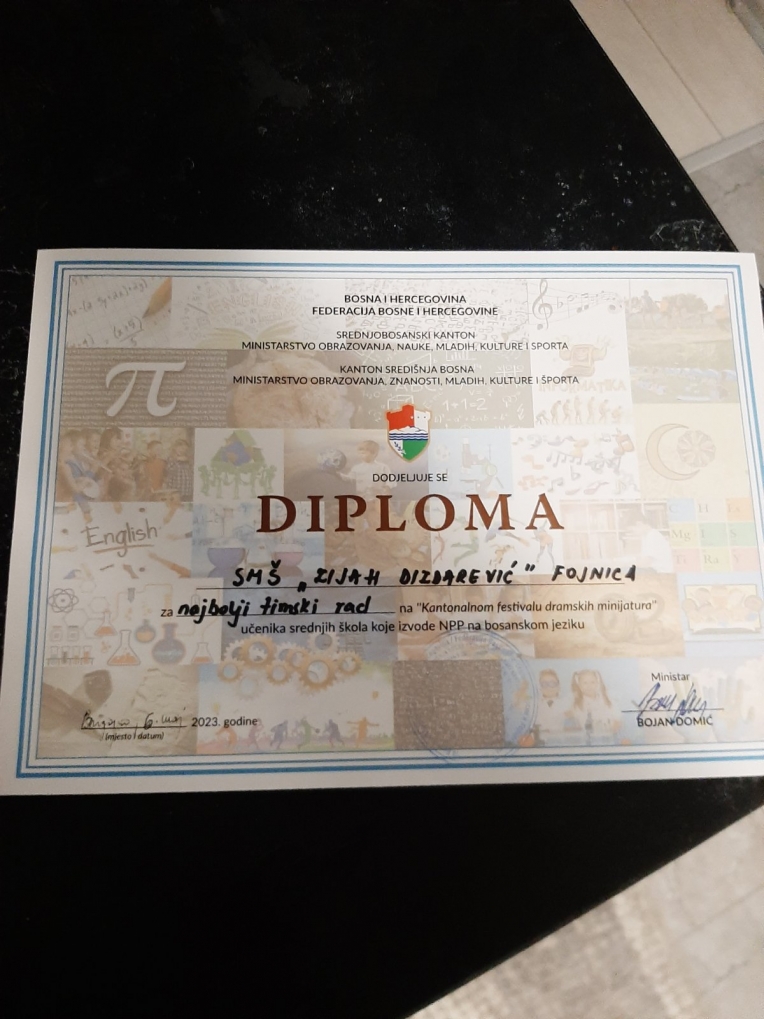 BOSNA I HERCEGOVINA
FEDERACIJA BOSNE I HERCEGOVINE
SREDNJOBOSANSKI KANTON
MINISTARSTVO OBRAZOVANJA, NAUKE, MLADIH, KULTURE I SPORTA
KANTON SREDIŠNJA BOSNA
MINISTARSTVO OBRAZOVANJA, ZNANOSTI, MLADIH, KULTURE I ŠPORTA
DODJELJUJE SE
DIPLOMA
English
SMŠ „ZIJAH DIZDAREVIĆ" FOJNICA
za najbolji timski rad na "Kantonalnom festivalu dramskih minijatura"
učenika srednjih škola koje izvode NPP na bosanskom jeziku
Ministar
BOJAN DOMIĆ
Bugojno, 6. maj 2023. godine
(mjesto i datum)